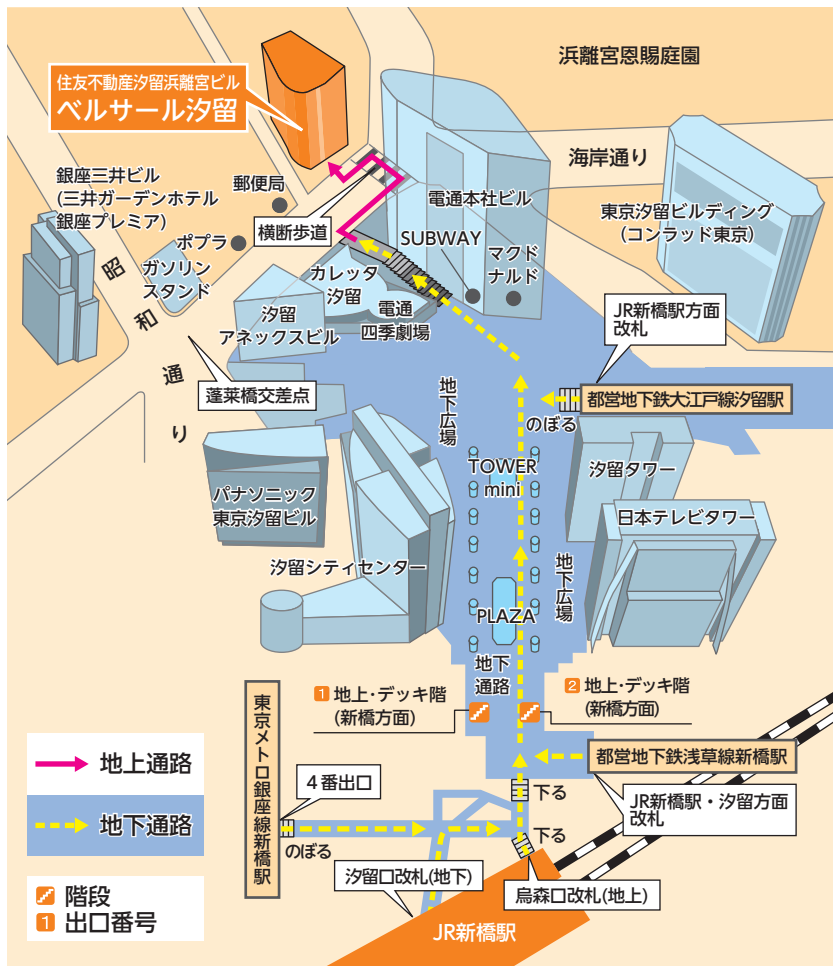 浜離宮恩賜庭園
住友不動産汐留浜離宮ビル
ベルサール汐留
海岸通り
銀座三井ビル
(三井ガーデンホテル
銀座プレミア)
郵便局
電通本社ビル
東京汐留ビルディング
(コンラッド東京)
横断歩道
SUBWAY
ポプラ
マクド
ナルド
ガソリン
スタンド
カレッタ
汐留
昭和通り
汐留
アネックスビル
電通
四季劇場
JR新橋駅方面
改札
蓬莱橋交差点
地下広場
都営地下鉄大江戸線汐留駅
のぼる
TOWER
mini
汐留タワー
パナソニック
東京汐留ビル
日本テレビタワー
汐留シティセンター
地下広場
PLAZA
地下
通路
1 地上・デッキ階
(新橋方面)
2 地上・デッキ階
(新橋方面)
東京メトロ銀座線新橋駅
都営地下鉄浅草線新橋駅
地上通路
4番出口
下る
JR新橋駅・汐留方面
改札
地下通路
のぼる
下る
汐留口改札(地下)
烏森口改札(地上)
階段
1 出口番号
JR新橋駅